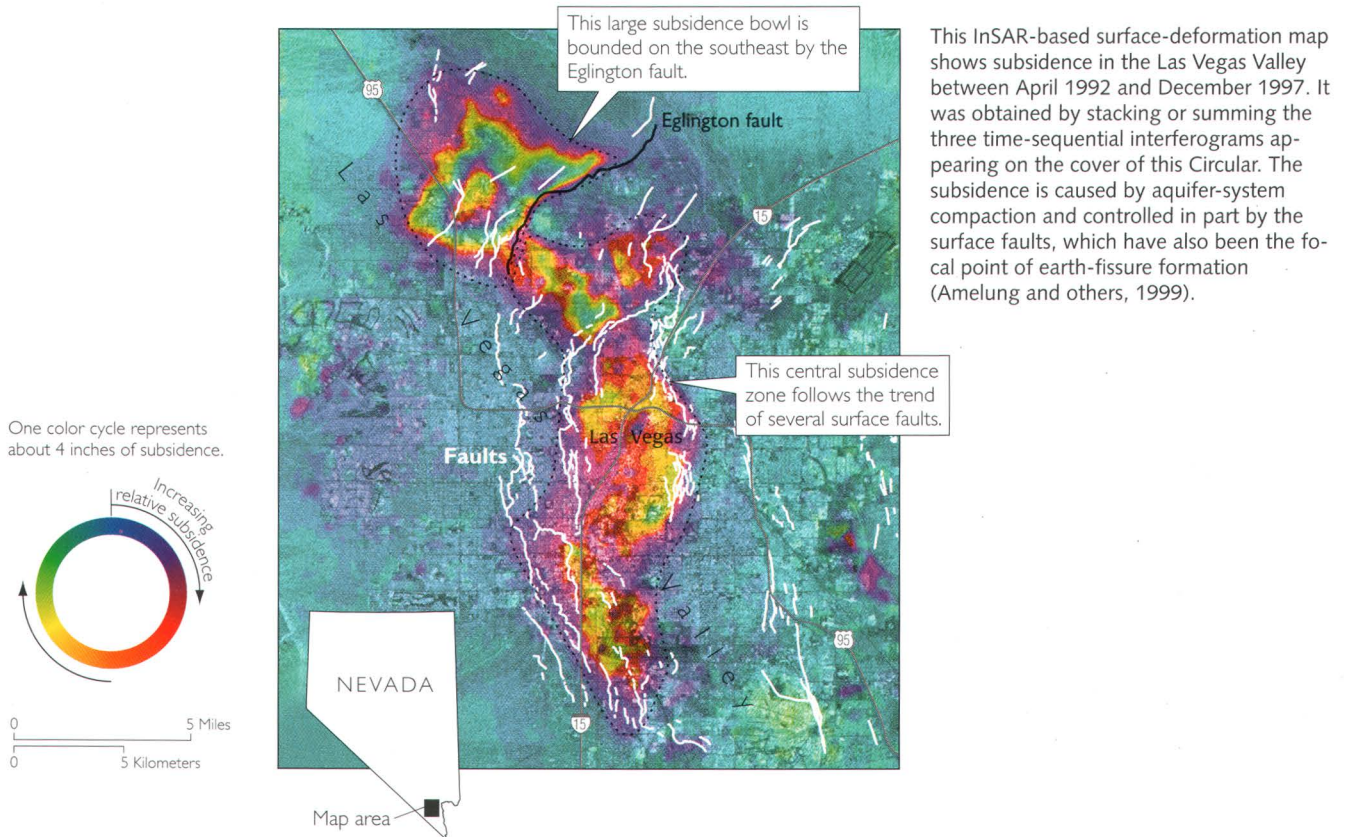 This large subsidence bowl is
bounded on the southeast by the
Eglington fault.
This InSAR-based surface-deformation map
shows subsidence in the Las Vegas Valley
between April 1992 and December 1997. It
was obtained by stacking or summing the
three time-sequential interferograms ap-
pearing on the cover of this Circular. The
subsidence is caused by aquifer-system
compaction and controlled in part by the
surface faults, which have also been the fo-
cal point of earth-fissure formation
(Amelung and others, 1999).
95
Eglington fault
15
Las Vegas Valley
This central subsidence
zone follows the trend
of several surface faults.
Las Vegas
Faults
One color cycle represents
about 4 inches of subsidence.
Increasing
relative subsidence
95
15
NEVADA
0 5 Miles
0 5 Kilometers
Map area